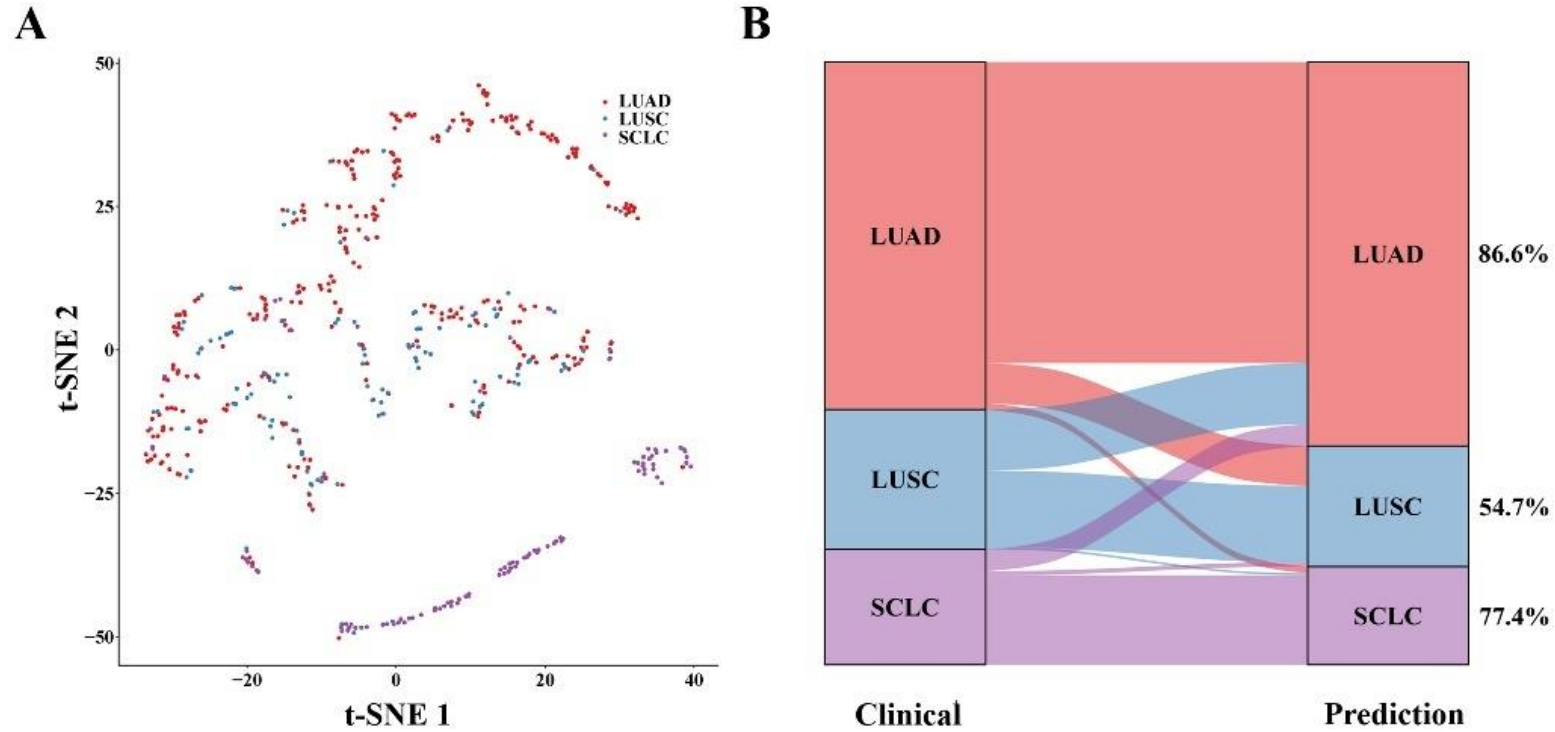 A
B
50
LUAD
LUSC
SCLC
25
0
−25
−50
t-SNE 2
−20
0
20
40
t-SNE 1
LUAD
LUSC
SCLC
Clinical
LUAD
86.6%
LUSC
54.7%
SCLC
77.4%
Prediction